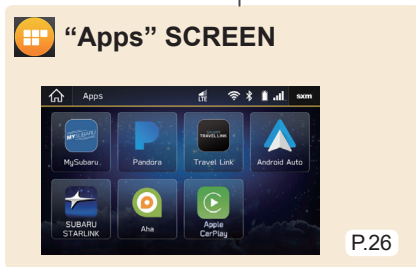 “Apps” SCREEN
Apps LTE sxm
MYSUBARU TRAVEL LINK
MySubaru. Pandora Travel Link Android Auto
SUBARU STARLINK Aha Apple CarPlay
P.26